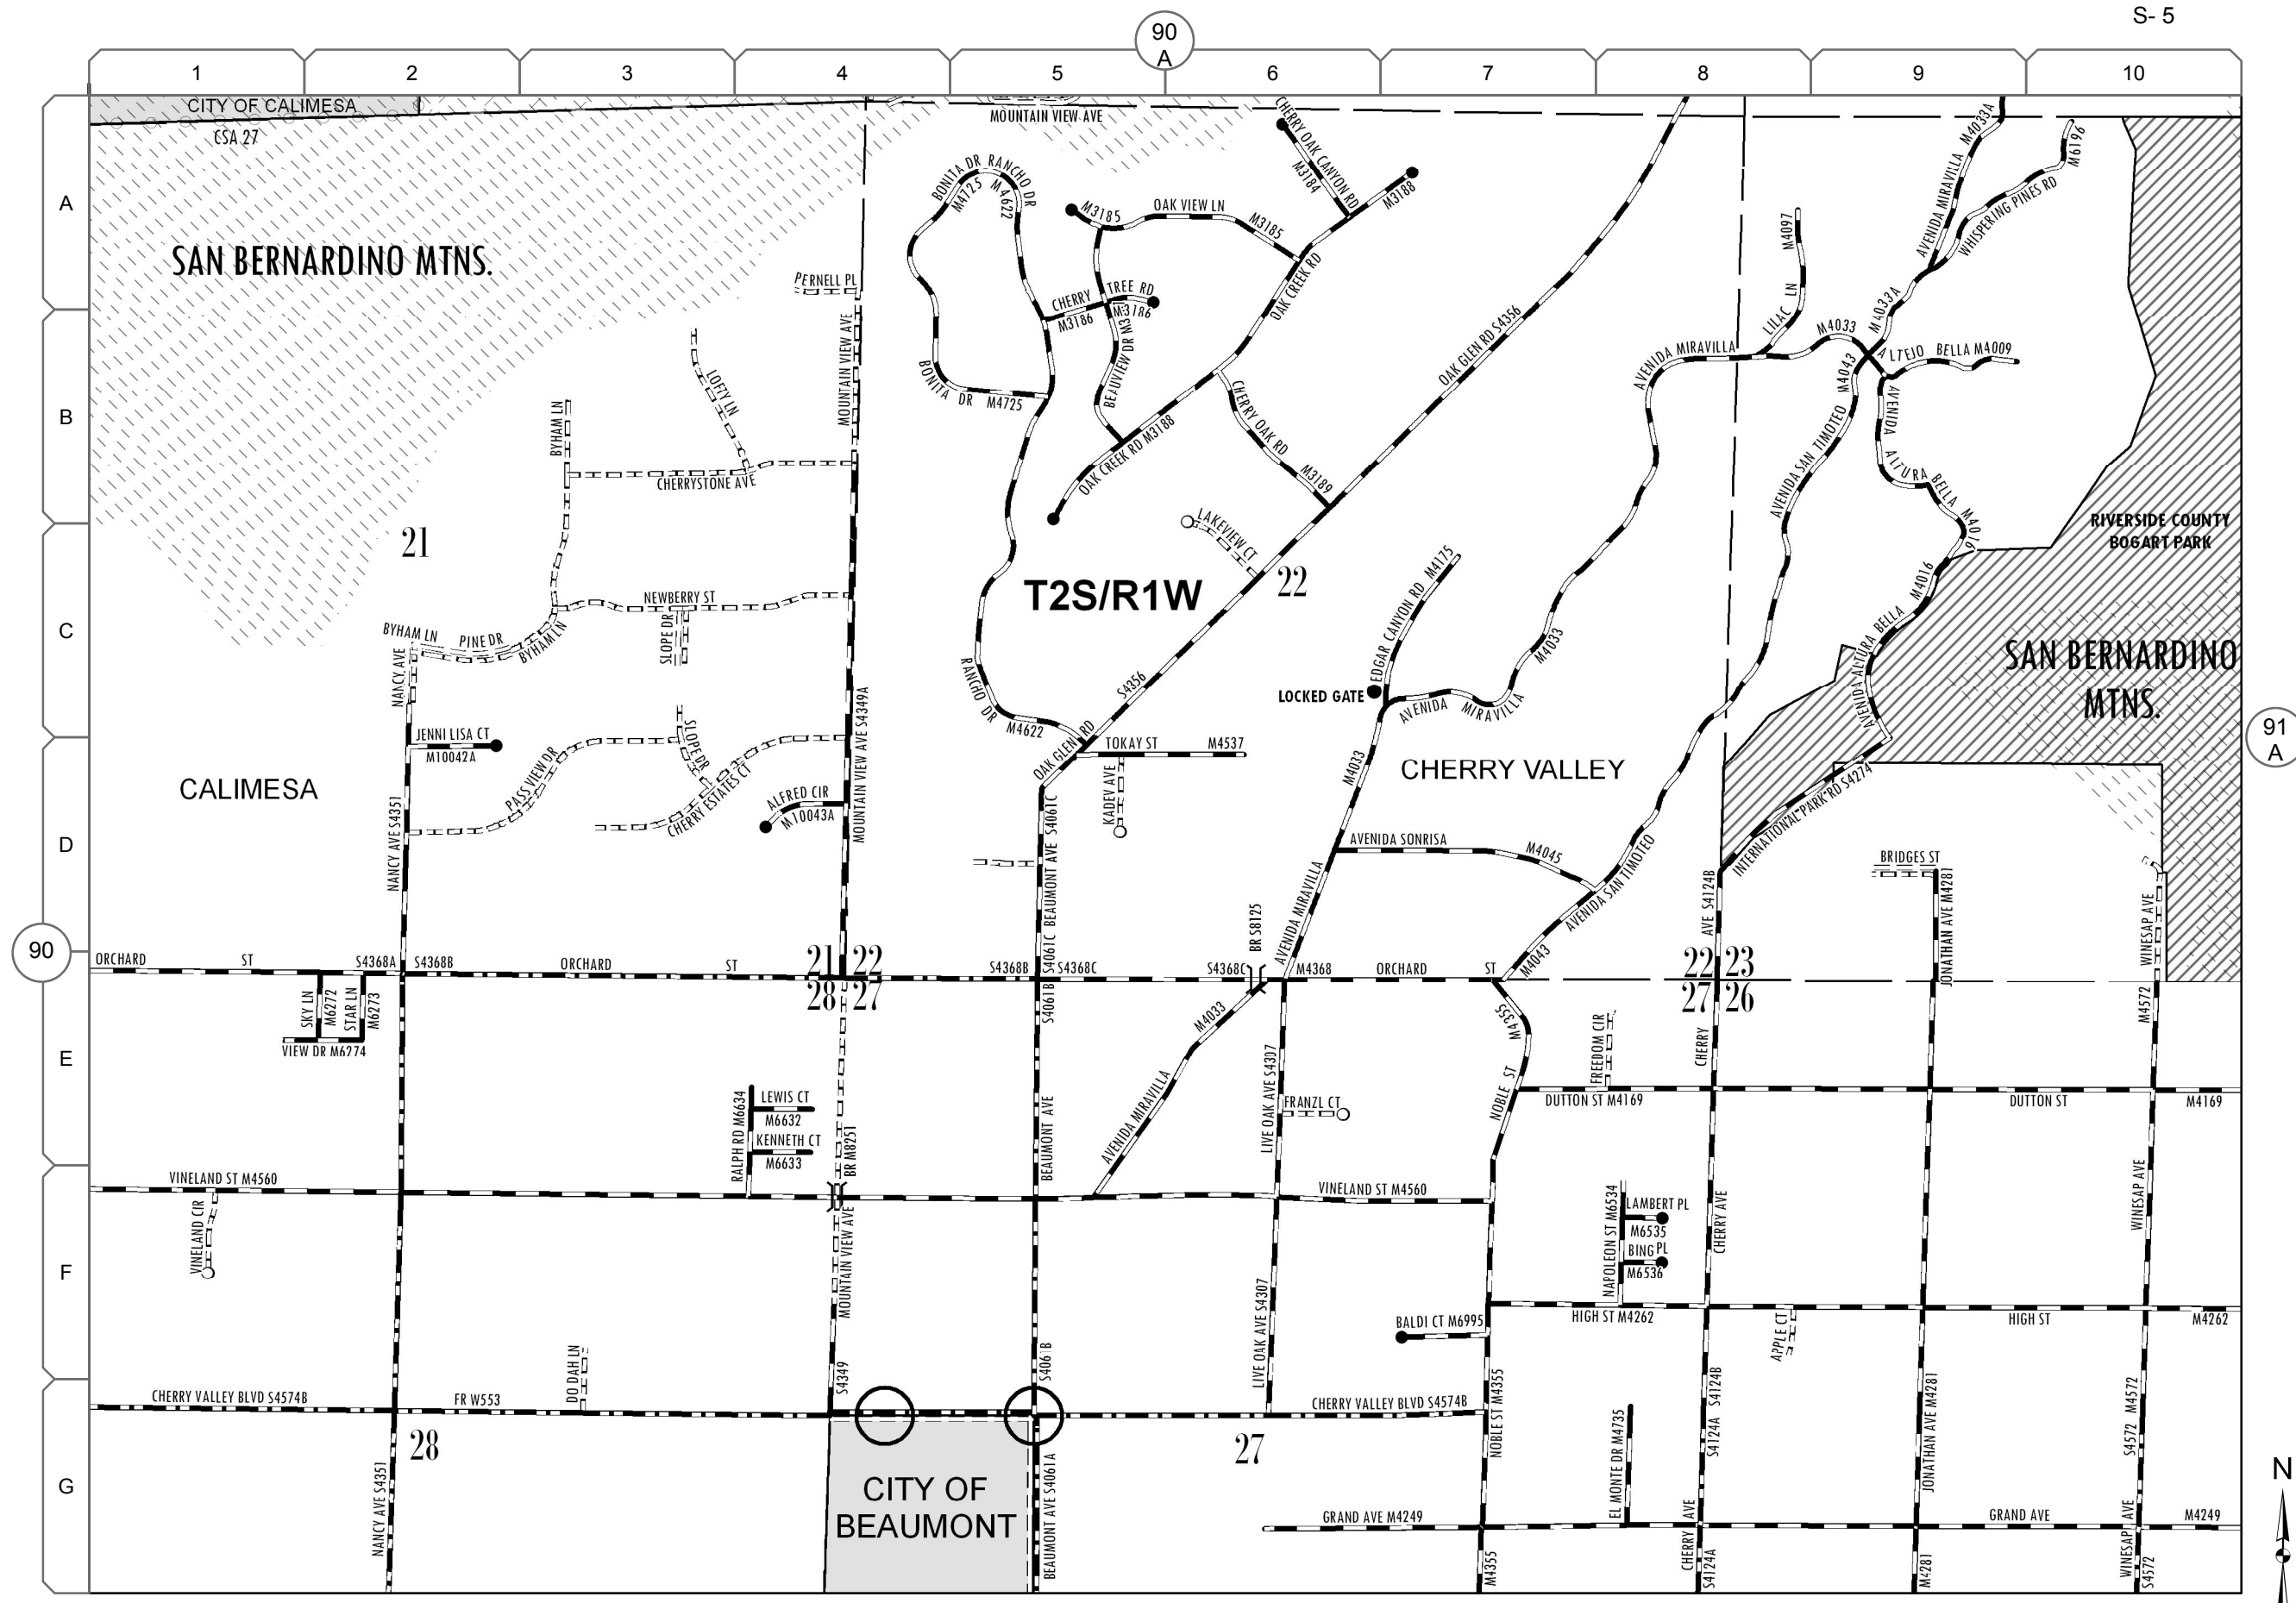 S- 5
90
A
1
2
3
4
5
6
7
8
9
10
A
B
C
D
E
F
G
90
91
A
N
CITY OF CALIMESA
CSA 27
SAN BERNARDINO MTNS.
MOUNTAIN VIEW AVE
BONITA DR
M4725
RANCHO DR
M4622
M3185
OAK VIEW LN
M3185
CHERRY OAK CANYON RD
M3184
M3188
OAK CREEK RD
CHERRY
TREE RD
M3186
M3186
BEAUVIEW DR M3
AVENIDA MIRAVILLA M4033A
WHISPERING PINES RD
M6196
M4097
LILAC LN
PERNELL PL
MOUNTAIN VIEW AVE
LOFTY LN
BYHAM LN
CHERRYSTONE AVE
BONITA DR M4725
OAK CREEK RD M3188
CHERRY OAK RD
M3189
OAK GLEN RD S4356
AVENIDA MIRAVILLA
M4033
M4033A
M4043
ALTEJO BELLA M4009
AVENIDA
ALTURA BELLA M4016
AVENIDA SAN TIMOTEO
RIVERSIDE COUNTY
BOGART PARK
21
T2S/R1W
22
LAKEVIEW CT
NEWBERRY ST
BYHAM LN
PINE DR
BYHAM LN
SLOPE DR
NANCY AVE
EDGAR CANYON RD M4175
M4033
LOCKED GATE
AVENIDA MIRAVILLA
AVENIDA ALTURA BELLA M4016
SAN BERNARDINO
MTNS.
RANCHO DR
M4622
S4356
OAK GLEN RD
MOUNTAIN VIEW AVE S4349A
CALIMESA
JENNI LISA CT
M10042A
PASS VIEW DR
SLOPE DR
CHERRY ESTATES CT
ALFRED CIR
M10043A
TOKAY ST
M4537
KADEV AVE
CHERRY VALLEY
M4033
AVENIDA SONRISA
M4045
AVENIDA SAN TIMOTEO
INTERNATIONAL PARK RD S4274
BRIDGES ST
NANCY AVE S4351
BEAUMONT AVE S4061C
S4061C
AVENIDA MIRAVILLA
BR S8125
M4043
AVE S4124B
JONATHAN AVE M4281
WINESAP AVE
ORCHARD
ST
S4368A
S4368B
ORCHARD
ST
21
22
28
27
S4368B
S4368C
S4368C
M4368
ORCHARD
ST
22
23
27
26
SKY LN
M6272
STAR LN
M6273
VIEW DR M6274
S4061B
M4033
LIVE OAK AVE S4307
M4355
NOBLE ST
FREEDOM CIR
CHERRY
M4572
DUTTON ST M4169
DUTTON ST
M4169
RALPH RD M6634
LEWIS CT
M6632
KENNETH CT
M6633
BR M8251
BEAUMONT AVE
AVENIDA MIRAVILLA
FRANZL CT
VINELAND ST M4560
VINELAND ST M4560
VINELAND CIR
MOUNTAIN VIEW AVE
S4349
LIVE OAK AVE S4307
NAPOLEON ST M6534
LAMBERT PL
M6535
BING PL
M6536
CHERRY AVE
WINESAP AVE
HIGH ST M4262
HIGH ST
M4262
BALDI CT M6995
APPLE CT
DO DAH LN
S4061B
CHERRY VALLEY BLVD S4574B
FR W553
CHERRY VALLEY BLVD S4574B
NOBLE ST M4355
S4124A S4124B
JONATHAN AVE M4281
S4572 M4572
28
27
CITY OF
BEAUMONT
NANCY AVE S4351
BEAUMONT AVE S4061A
EL MONTE DR M4735
GRAND AVE M4249
GRAND AVE
M4249
M4355
CHERRY AVE
S4124A
M4281
WINESAP AVE
S4572